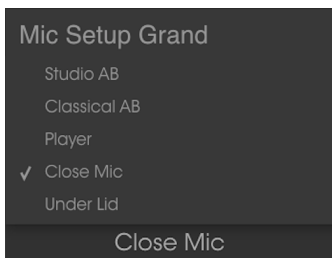 Mic Setup Grand
Studio AB
Classical AB
Player
✓ Close Mic
Under Lid
Close Mic